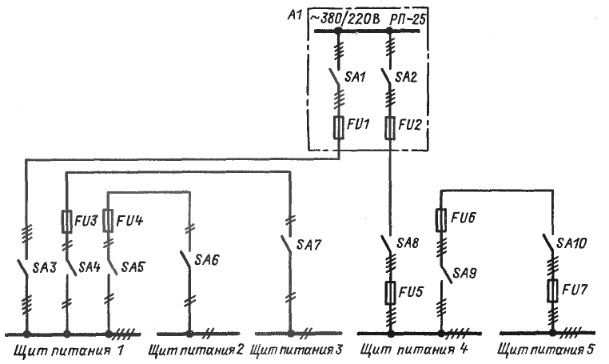 A1
~380/220В РП-25
SA1
SA2
FU1
FU2
FU3
FU4
FU6
SA3
SA4
SA5
SA6
SA7
SA8
SA9
SA10
FU5
FU7
Щит питания 1
Щит питания 2
Щит питания 3
Щит питания 4
Щит питания 5